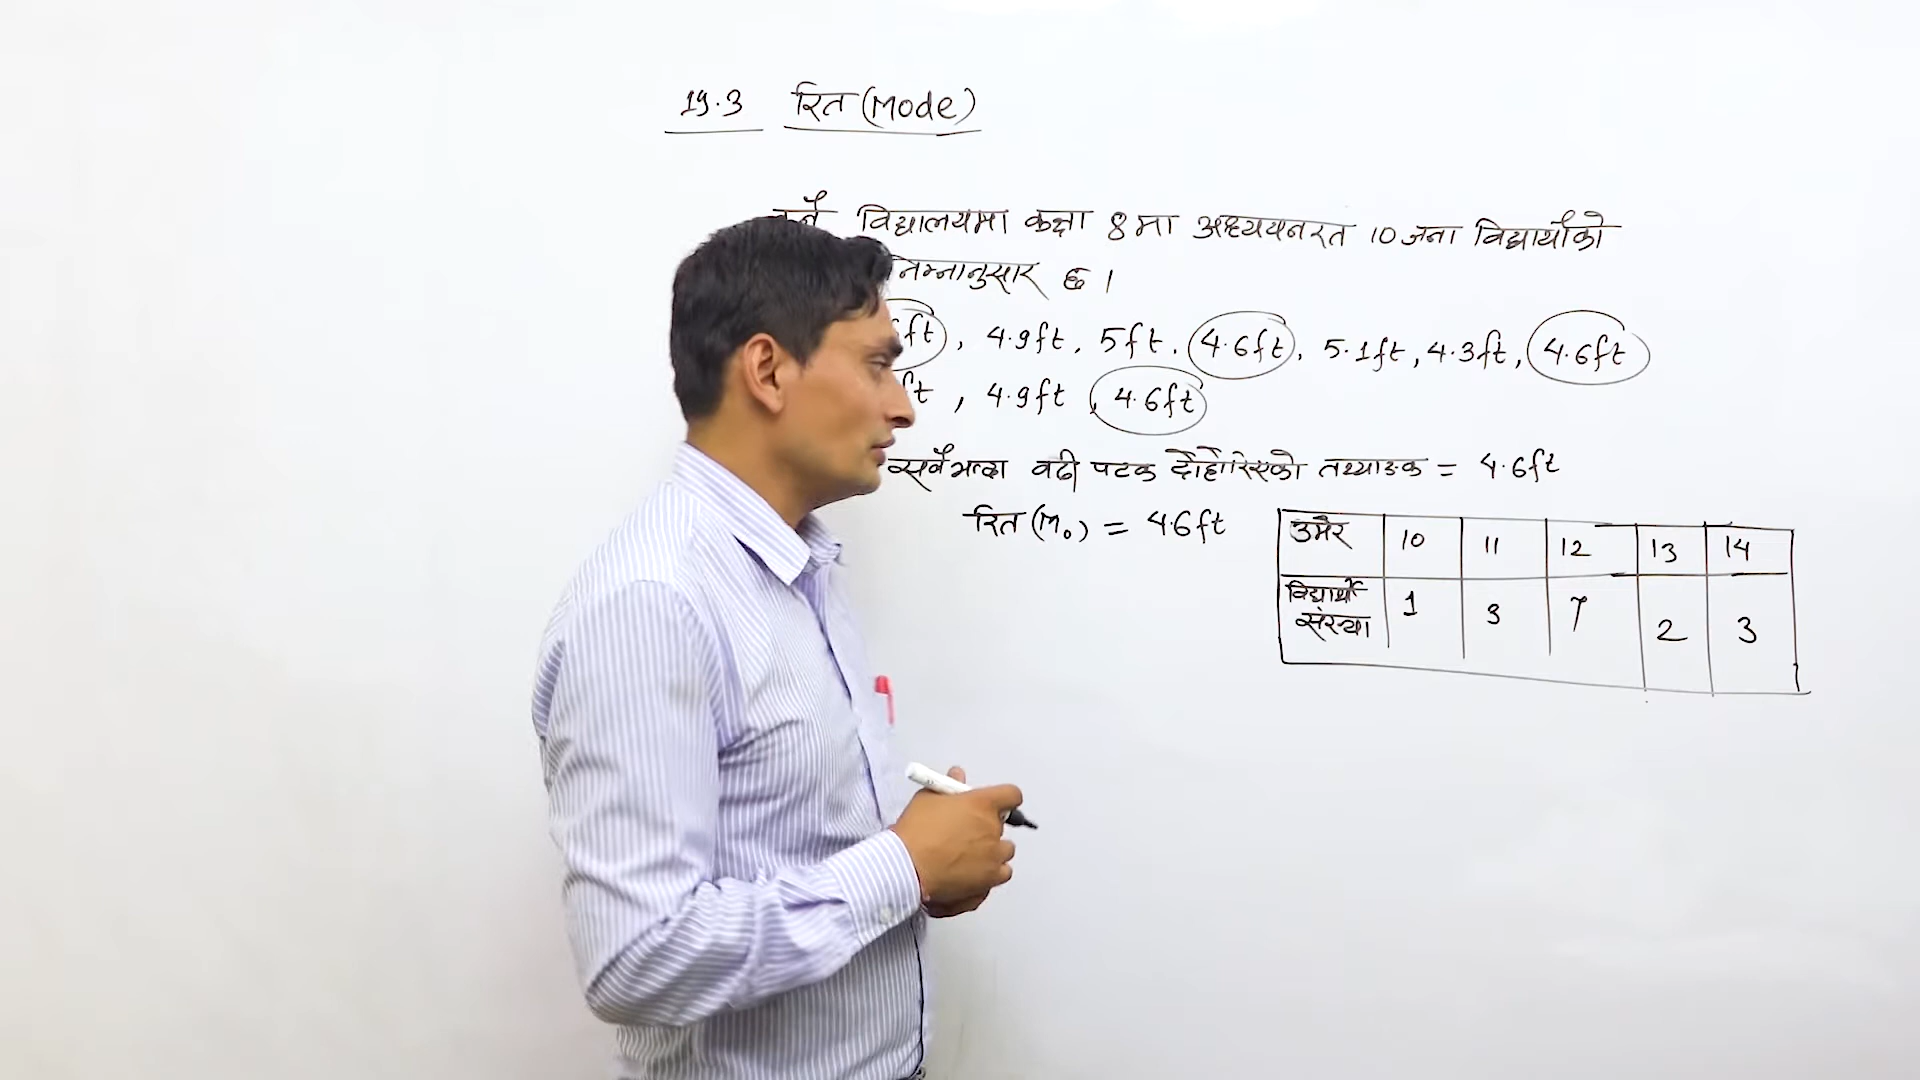 19.3 रित (Mode)
विद्यालयमा कक्षा 8 मा अध्ययनरत 10 जना विद्यार्थीको
निम्नानुसार छ ।
ft, 4.9ft, 5ft, 4.6ft, 5.1ft, 4.3ft, 4.6ft
ft, 4.9ft, 4.6ft
सबैभन्दा बढी पटक दोहोरिएको तथ्याङ्क = 4.6ft
रित (M₀) = 4.6ft
उमेर 10 11 12 13 14
विद्यार्थी संख्या 1 3 7 2 3